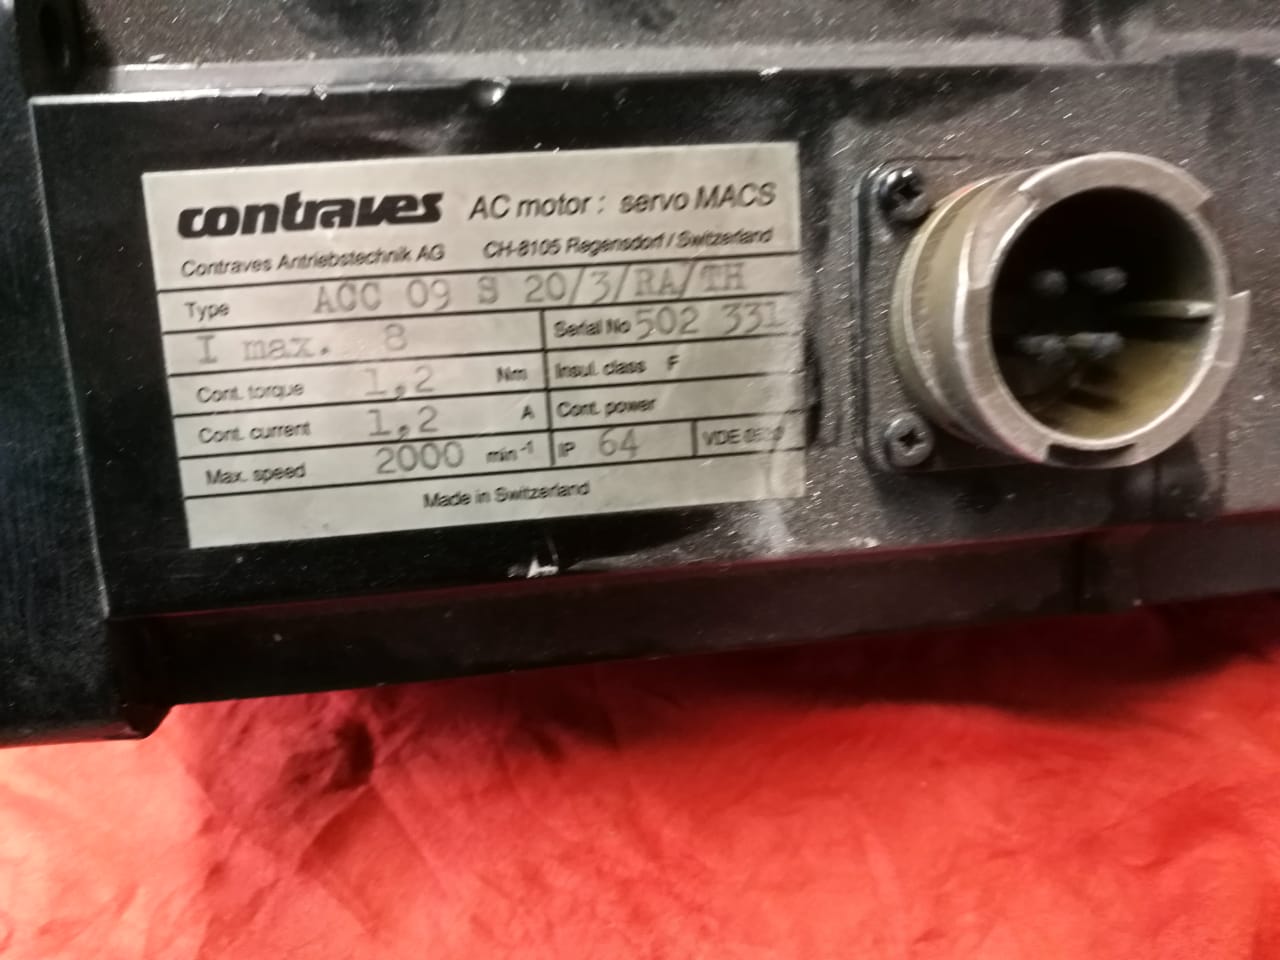 contraves AC motor: servo MACS
Contraves Antriebstechnik AG CH-8105 Regensdorf / Switzerland
Type ACC 09 S 20/3/RA/TH
I max. 8 Serial No 502 331
Cont. torque 1,2 Nm Insul. class F
Cont. current 1,2 A Cont. power
Max. speed 2000 min⁻¹ IP 64 VDE
Made in Switzerland